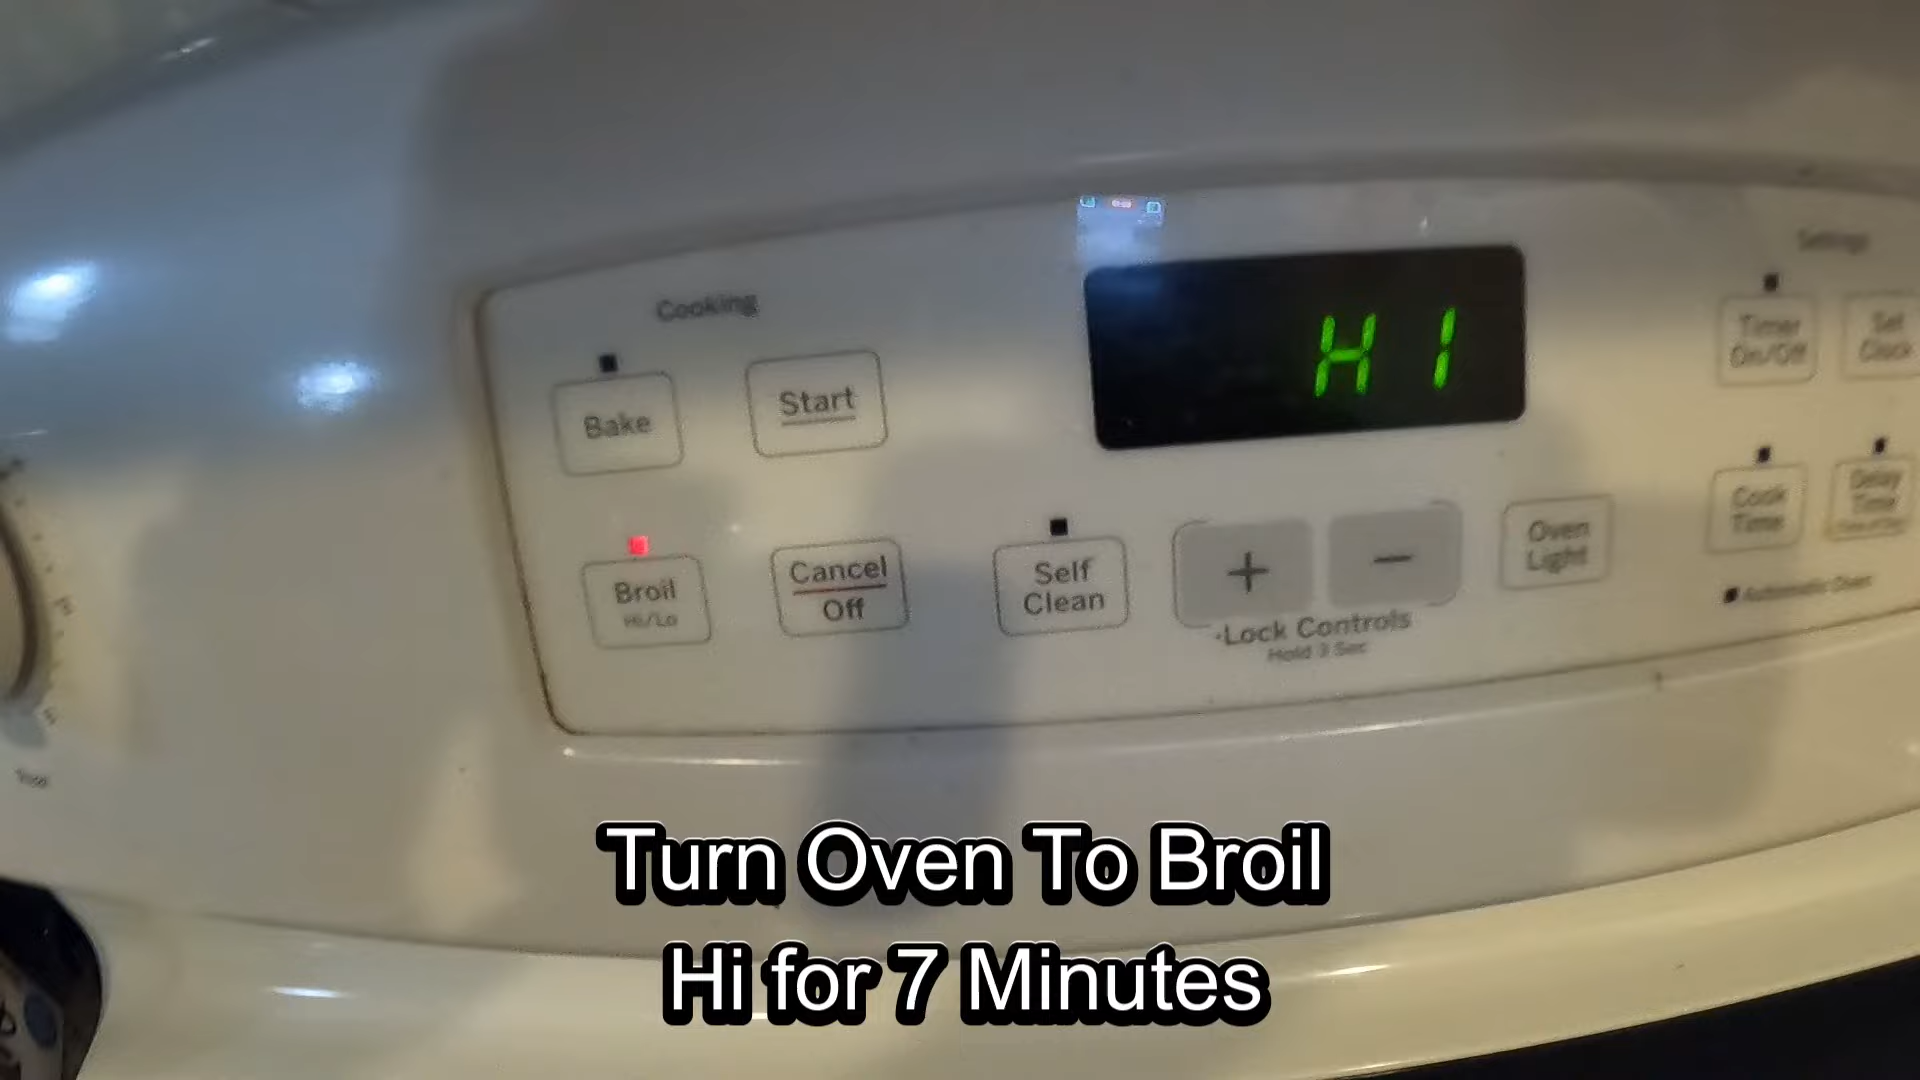 Settings
Cooking
HI
Timer
On/Off
Set
Clock
Bake
Start
Cook
Time
Delay
Time
Oven
Light
Self
Clean
+
-
Broil
Hi/Lo
Cancel
Off
Lock Controls
Hold 3 Sec
Turn Oven To Broil
Hi for 7 Minutes